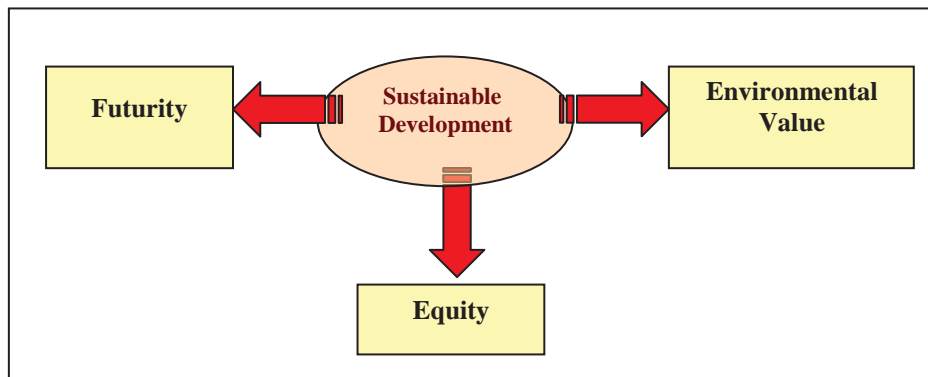 Futurity
Sustainable
Development
Environmental
Value
Equity